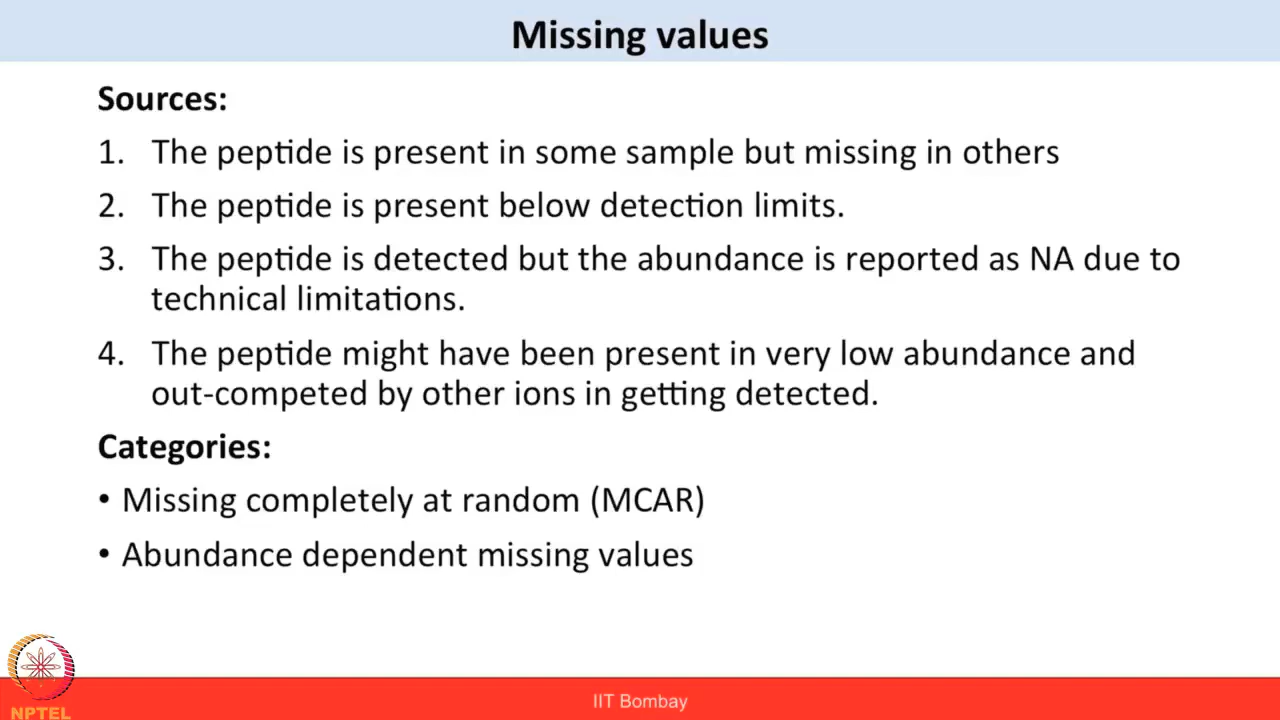 Missing values
Sources:
1. The peptide is present in some sample but missing in others
2. The peptide is present below detection limits.
3. The peptide is detected but the abundance is reported as NA due to
technical limitations.
4. The peptide might have been present in very low abundance and
out-competed by other ions in getting detected.
Categories:
• Missing completely at random (MCAR)
• Abundance dependent missing values
IIT Bombay
NPTEL